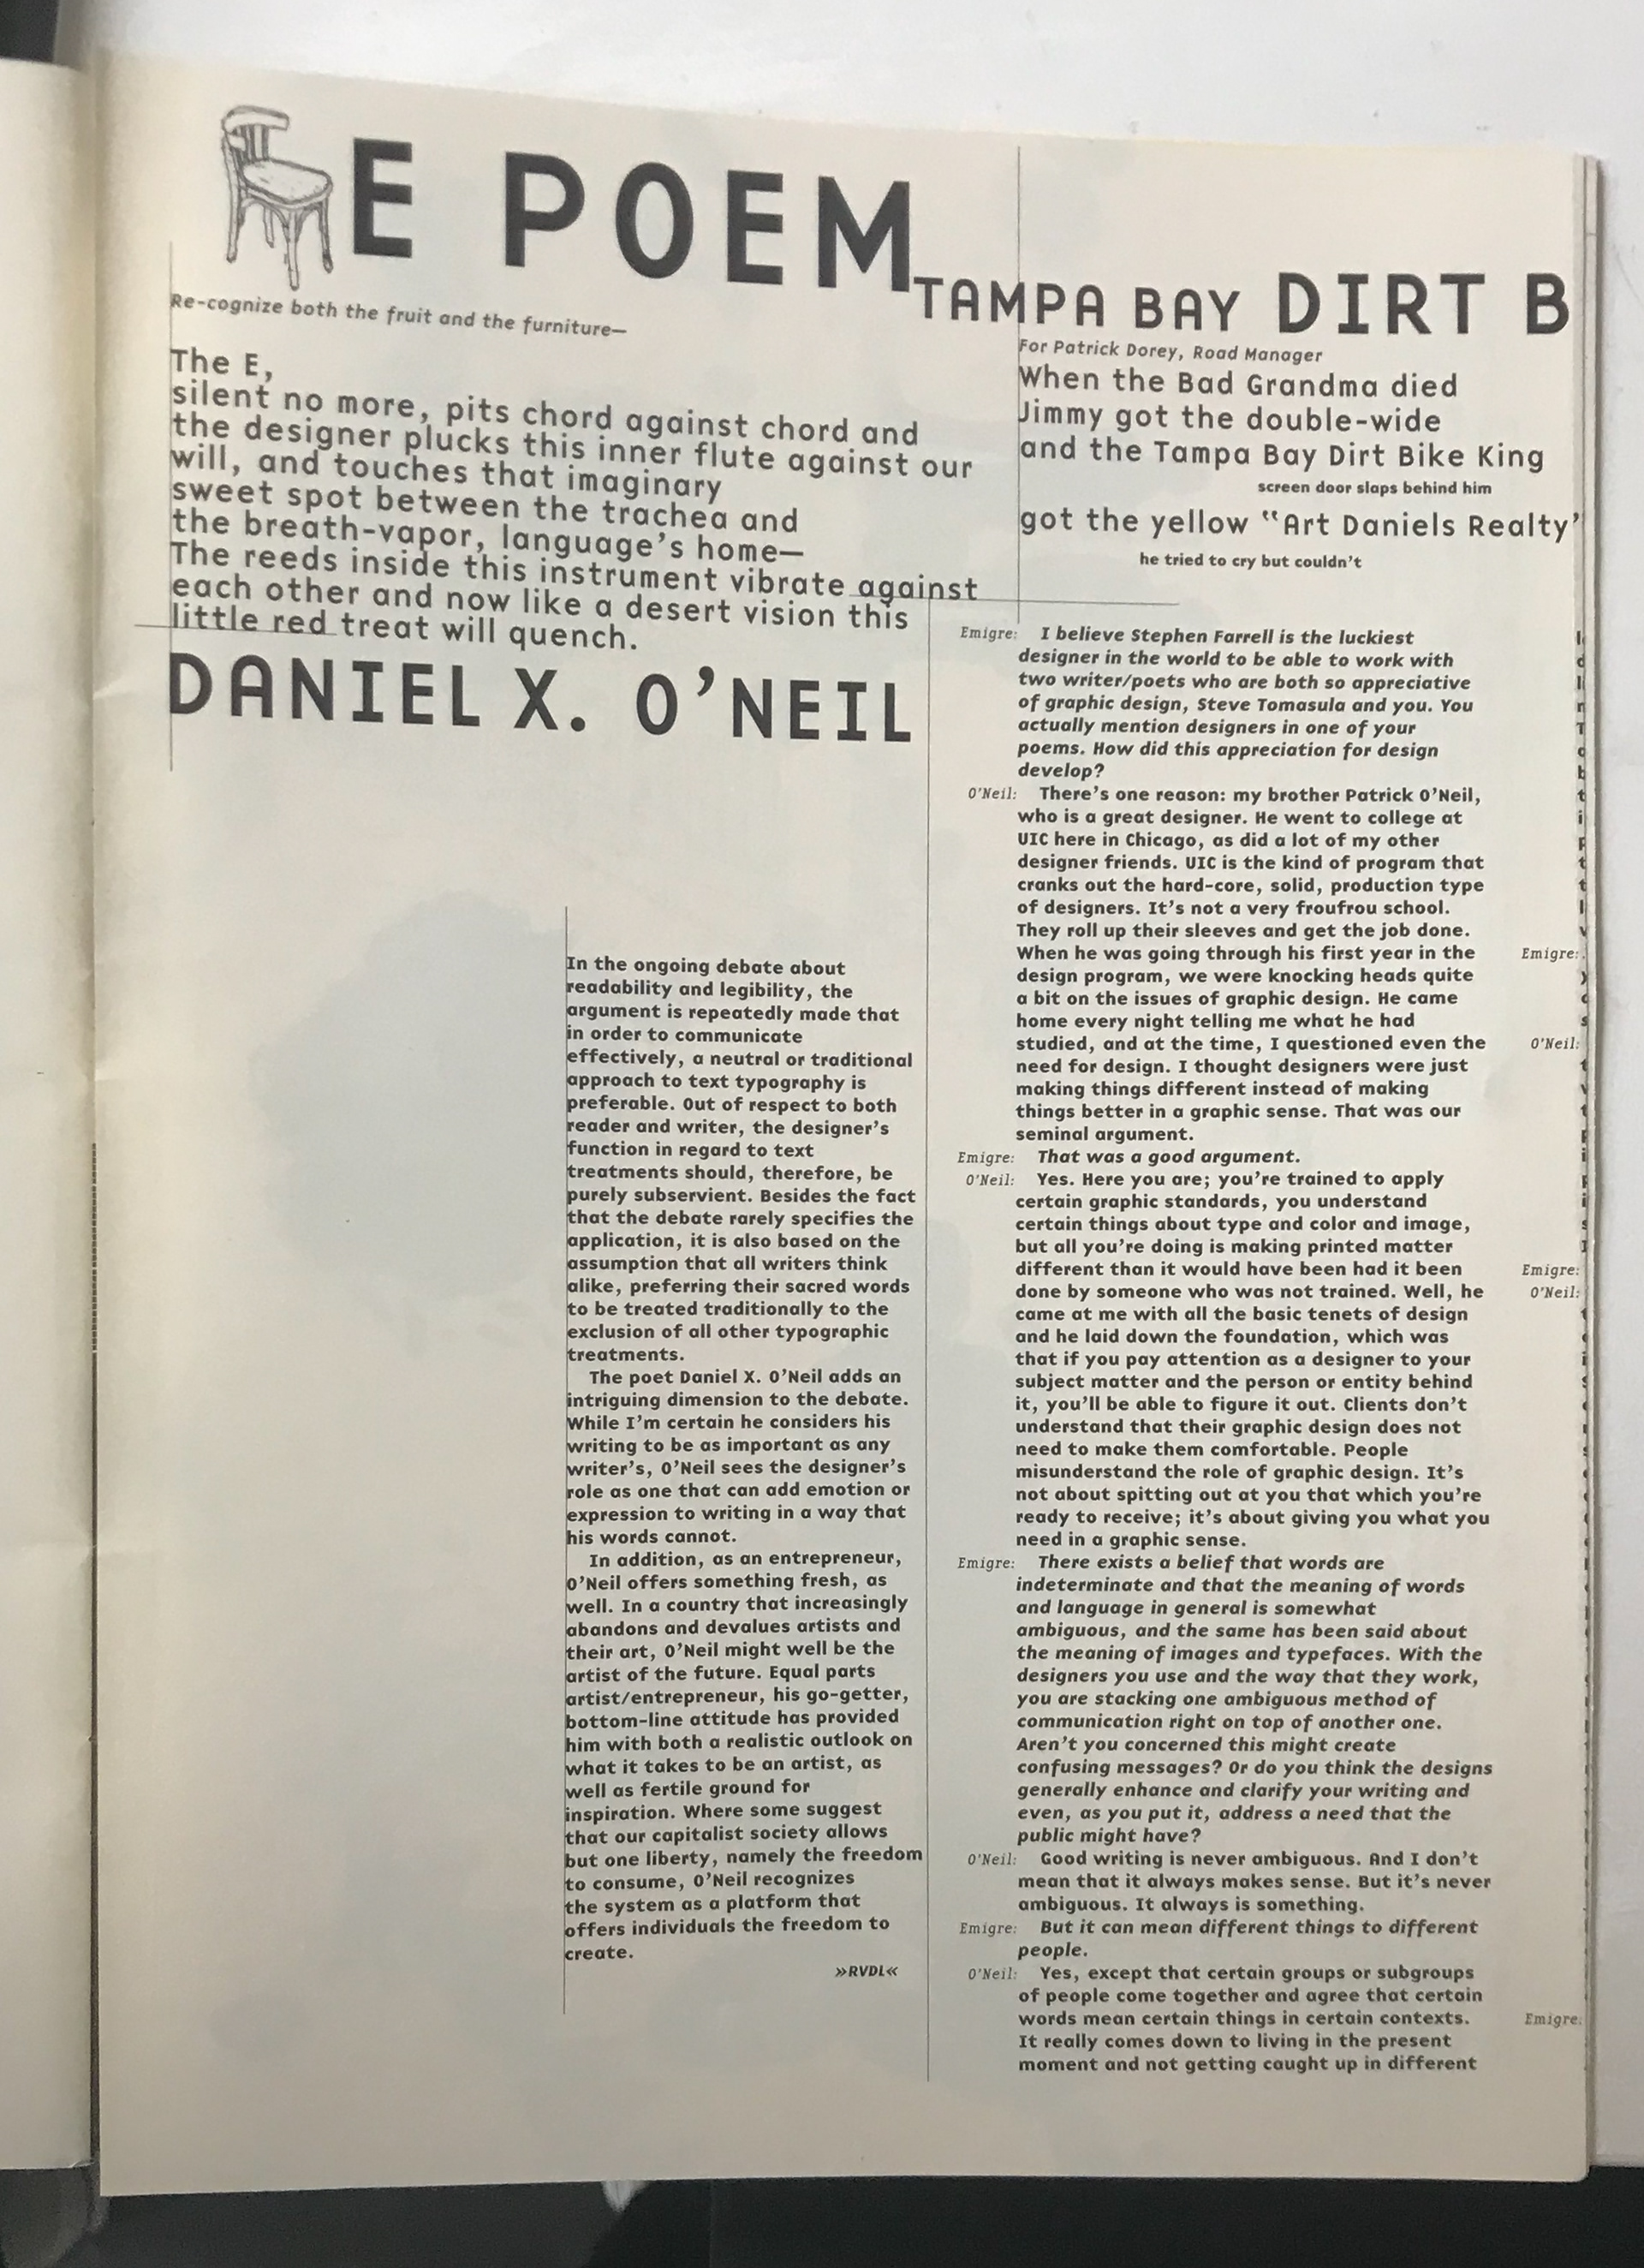 E POEM
Re-cognize both the fruit and the furniture—
The E,
silent no more, pits chord against chord and
the designer plucks this inner flute against our
will, and touches that imaginary
sweet spot between the trachea and
the breath-vapor, language's home—
The reeds inside this instrument vibrate against
each other and now like a desert vision this
little red treat will quench.
DANIEL X. O'NEIL
TAMPA BAY DIRT B
For Patrick Dorey, Road Manager
When the Bad Grandma died
Jimmy got the double-wide
and the Tampa Bay Dirt Bike King
screen door slaps behind him
got the yellow "Art Daniels Realty"
he tried to cry but couldn't
In the ongoing debate about
readability and legibility, the
argument is repeatedly made that
in order to communicate
effectively, a neutral or traditional
approach to text typography is
preferable. Out of respect to both
reader and writer, the designer's
function in regard to text
treatments should, therefore, be
purely subservient. Besides the fact
that the debate rarely specifies the
application, it is also based on the
assumption that all writers think
alike, preferring their sacred words
to be treated traditionally to the
exclusion of all other typographic
treatments.
The poet Daniel X. O'Neil adds an
intriguing dimension to the debate.
While I'm certain he considers his
writing to be as important as any
writer's, O'Neil sees the designer's
role as one that can add emotion or
expression to writing in a way that
his words cannot.
In addition, as an entrepreneur,
O'Neil offers something fresh, as
well. In a country that increasingly
abandons and devalues artists and
their art, O'Neil might well be the
artist of the future. Equal parts
artist/entrepreneur, his go-getter,
bottom-line attitude has provided
him with both a realistic outlook on
what it takes to be an artist, as
well as fertile ground for
inspiration. Where some suggest
that our capitalist society allows
but one liberty, namely the freedom
to consume, O'Neil recognizes
the system as a platform that
offers individuals the freedom to
create.
»RVDL«
Emigre: I believe Stephen Farrell is the luckiest
designer in the world to be able to work with
two writer/poets who are both so appreciative
of graphic design, Steve Tomasula and you. You
actually mention designers in one of your
poems. How did this appreciation for design
develop?
O'Neil: There's one reason: my brother Patrick O'Neil,
who is a great designer. He went to college at
UIC here in Chicago, as did a lot of my other
designer friends. UIC is the kind of program that
cranks out the hard-core, solid, production type
of designers. It's not a very froufrou school.
They roll up their sleeves and get the job done.
When he was going through his first year in the
design program, we were knocking heads quite
a bit on the issues of graphic design. He came
home every night telling me what he had
studied, and at the time, I questioned even the
need for design. I thought designers were just
making things different instead of making
things better in a graphic sense. That was our
seminal argument.
Emigre: That was a good argument.
O'Neil: Yes. Here you are; you're trained to apply
certain graphic standards, you understand
certain things about type and color and image,
but all you're doing is making printed matter
different than it would have been had it been
done by someone who was not trained. Well, he
came at me with all the basic tenets of design
and he laid down the foundation, which was
that if you pay attention as a designer to your
subject matter and the person or entity behind
it, you'll be able to figure it out. Clients don't
understand that their graphic design does not
need to make them comfortable. People
misunderstand the role of graphic design. It's
not about spitting out at you that which you're
ready to receive; it's about giving you what you
need in a graphic sense.
Emigre: There exists a belief that words are
indeterminate and that the meaning of words
and language in general is somewhat
ambiguous, and the same has been said about
the meaning of images and typefaces. With the
designers you use and the way that they work,
you are stacking one ambiguous method of
communication right on top of another one.
Aren't you concerned this might create
confusing messages? Or do you think the designs
generally enhance and clarify your writing and
even, as you put it, address a need that the
public might have?
O'Neil: Good writing is never ambiguous. And I don't
mean that it always makes sense. But it's never
ambiguous. It always is something.
Emigre: But it can mean different things to different
people.
O'Neil: Yes, except that certain groups or subgroups
of people come together and agree that certain
words mean certain things in certain contexts.
It really comes down to living in the present
moment and not getting caught up in different
Emigre:
O'Neil:
Emigre:
O'Neil:
Emigre: